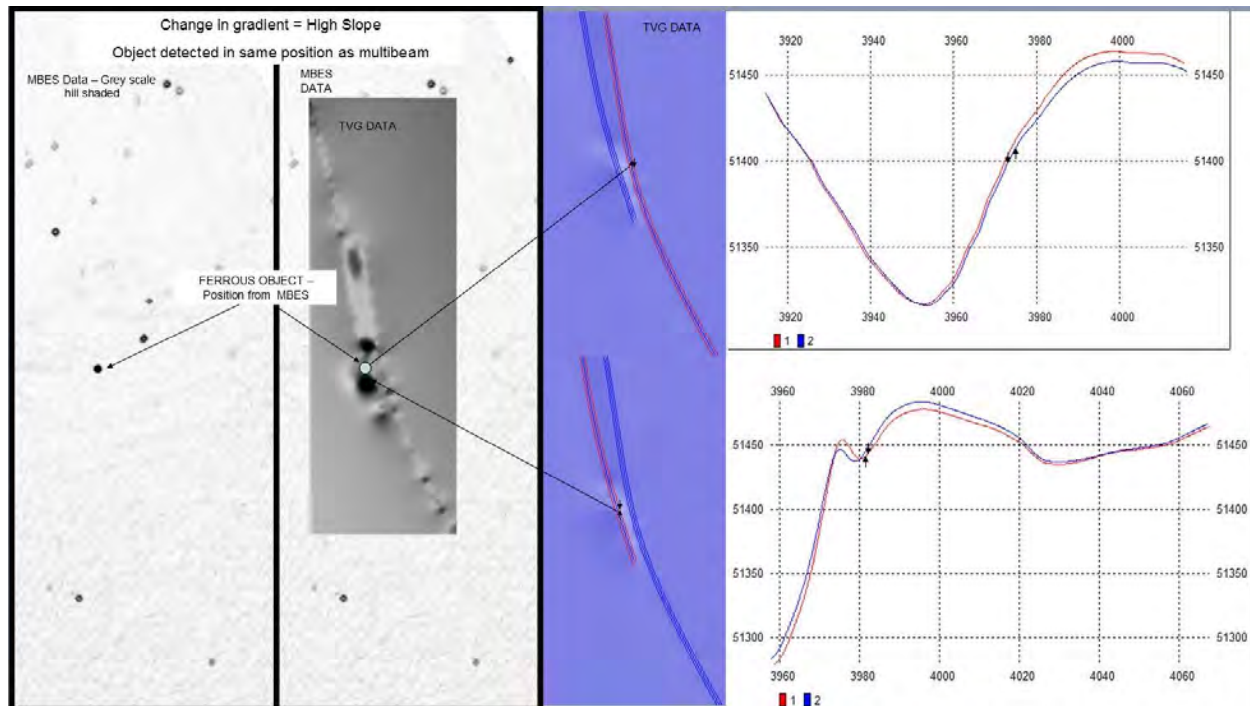 Change in gradient = High Slope
Object detected in same position as multibeam
MBES Data – Grey scale
hill shaded
MBES
DATA
TVG DATA
FERROUS OBJECT –
Position from MBES
TVG DATA
3920 3940 3960 3980 4000
51450 51450
51400 51400
51350 51350
3920 3940 3960 3980 4000
1 2
3960 3980 4000 4020 4040 4060
51450 51450
51400 51400
51350 51350
51300 51300
3960 3980 4000 4020 4040 4060
1 2